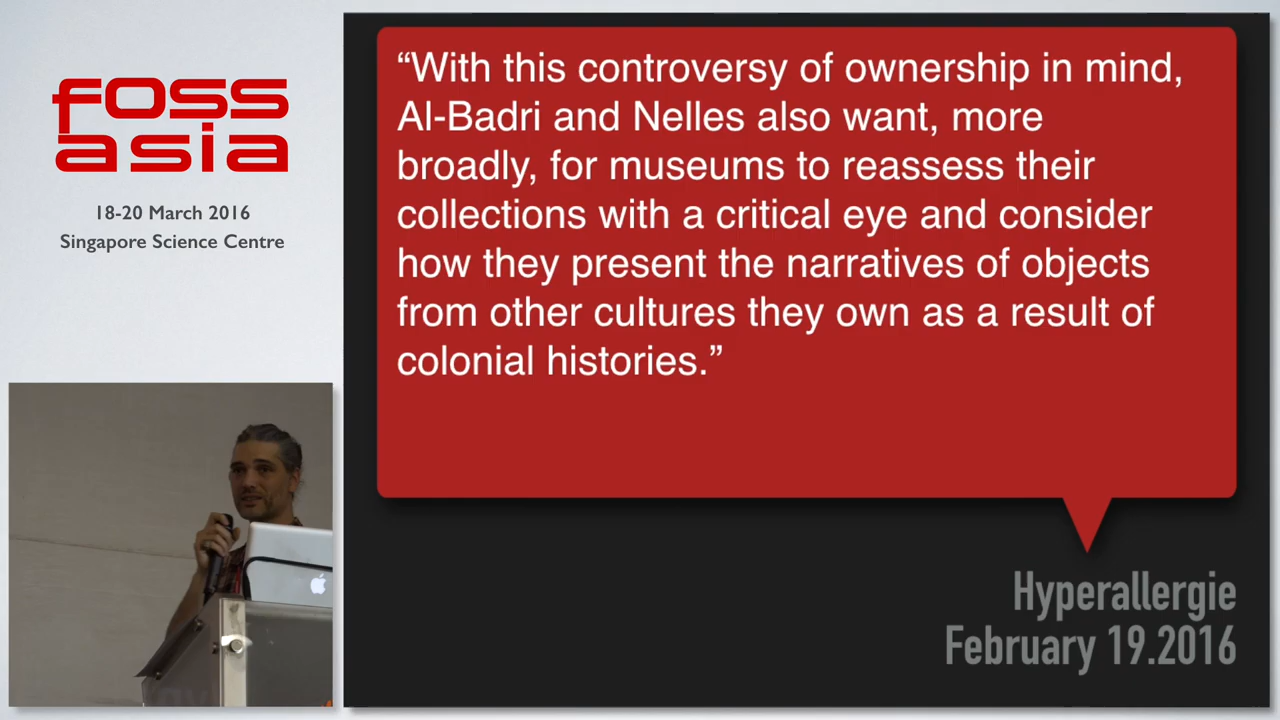 FOSS
asia
18-20 March 2016
Singapore Science Centre
“With this controversy of ownership in mind,
Al-Badri and Nelles also want, more
broadly, for museums to reassess their
collections with a critical eye and consider
how they present the narratives of objects
from other cultures they own as a result of
colonial histories.”
Hyperallergie
February 19.2016